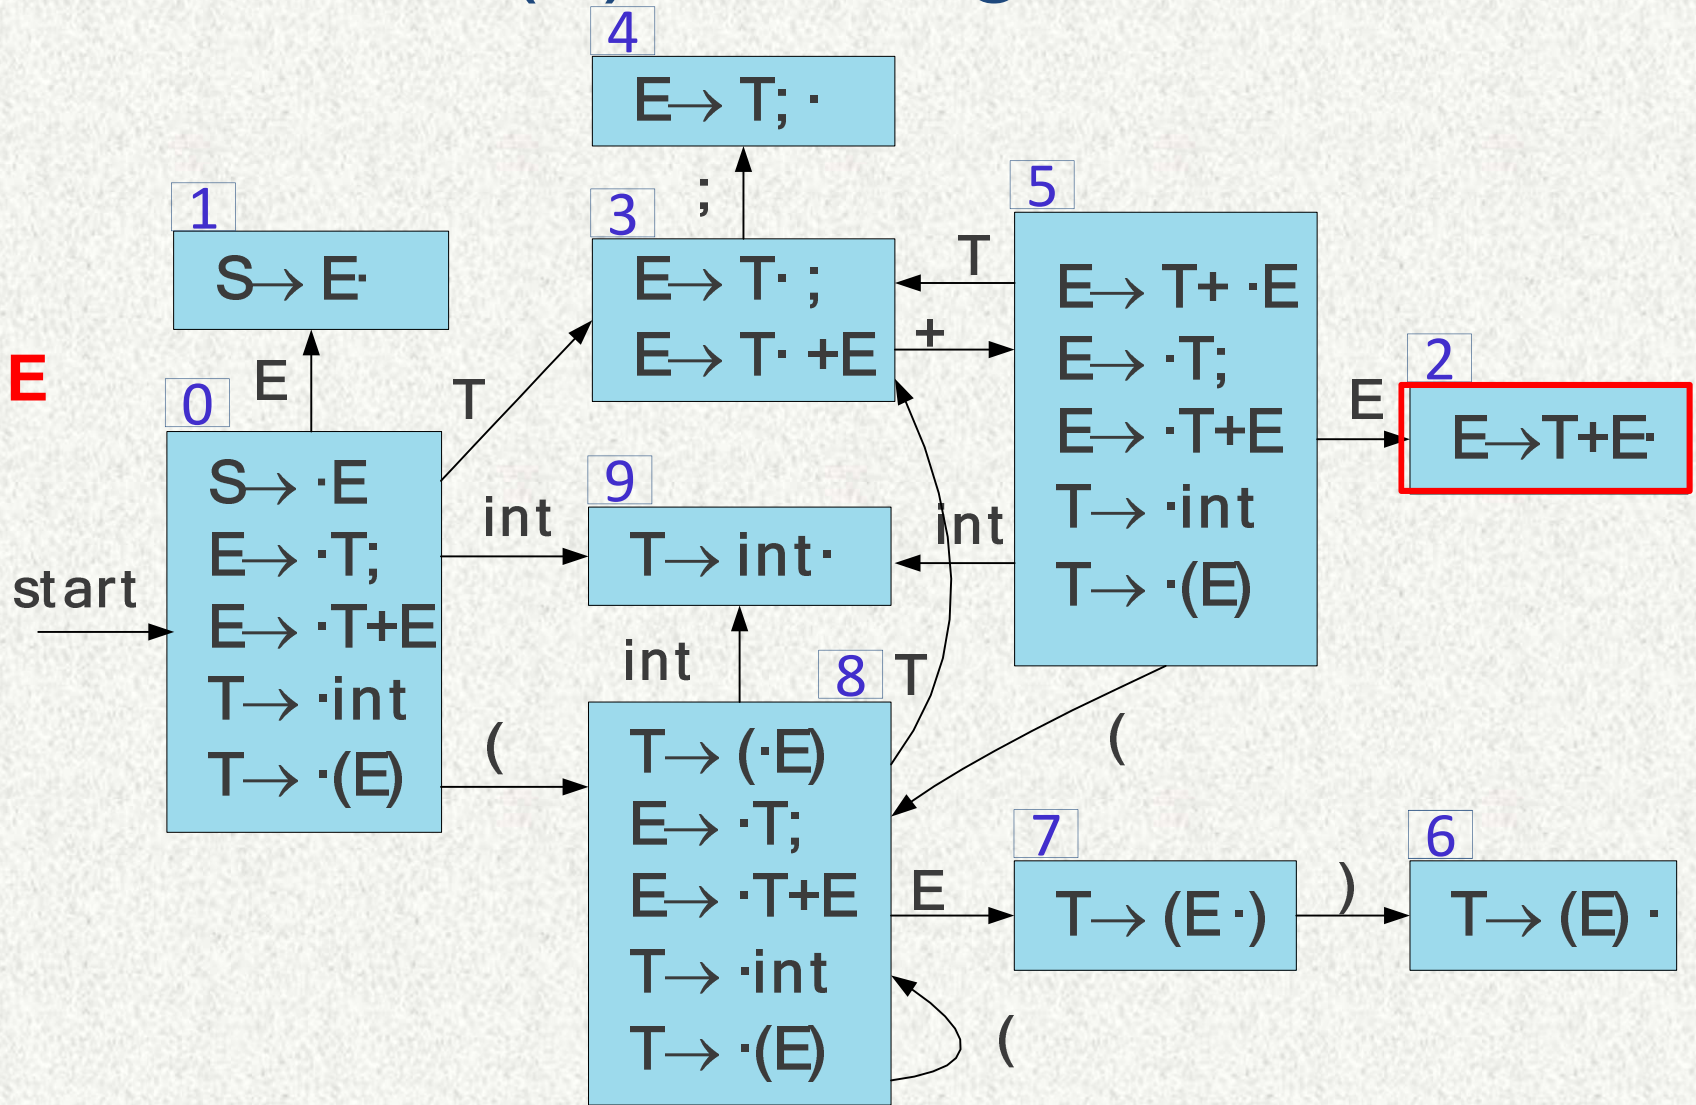 4
E→ T; ·
1
S→ E·
;
3
E→ T· ;
E→ T· +E
T
+
5
E→ T+ ·E
E→ ·T;
E→ ·T+E
T→ ·int
T→ ·(E)
E
2
E→T+E·
E
0
E
T
S→ ·E
E→ ·T;
E→ ·T+E
T→ ·int
T→ ·(E)
start
int
9
T→ int·
int
int
(
8
T
(
T→ (·E)
E→ ·T;
E→ ·T+E
T→ ·int
T→ ·(E)
E
7
T→ (E·)
)
6
T→ (E) ·
(